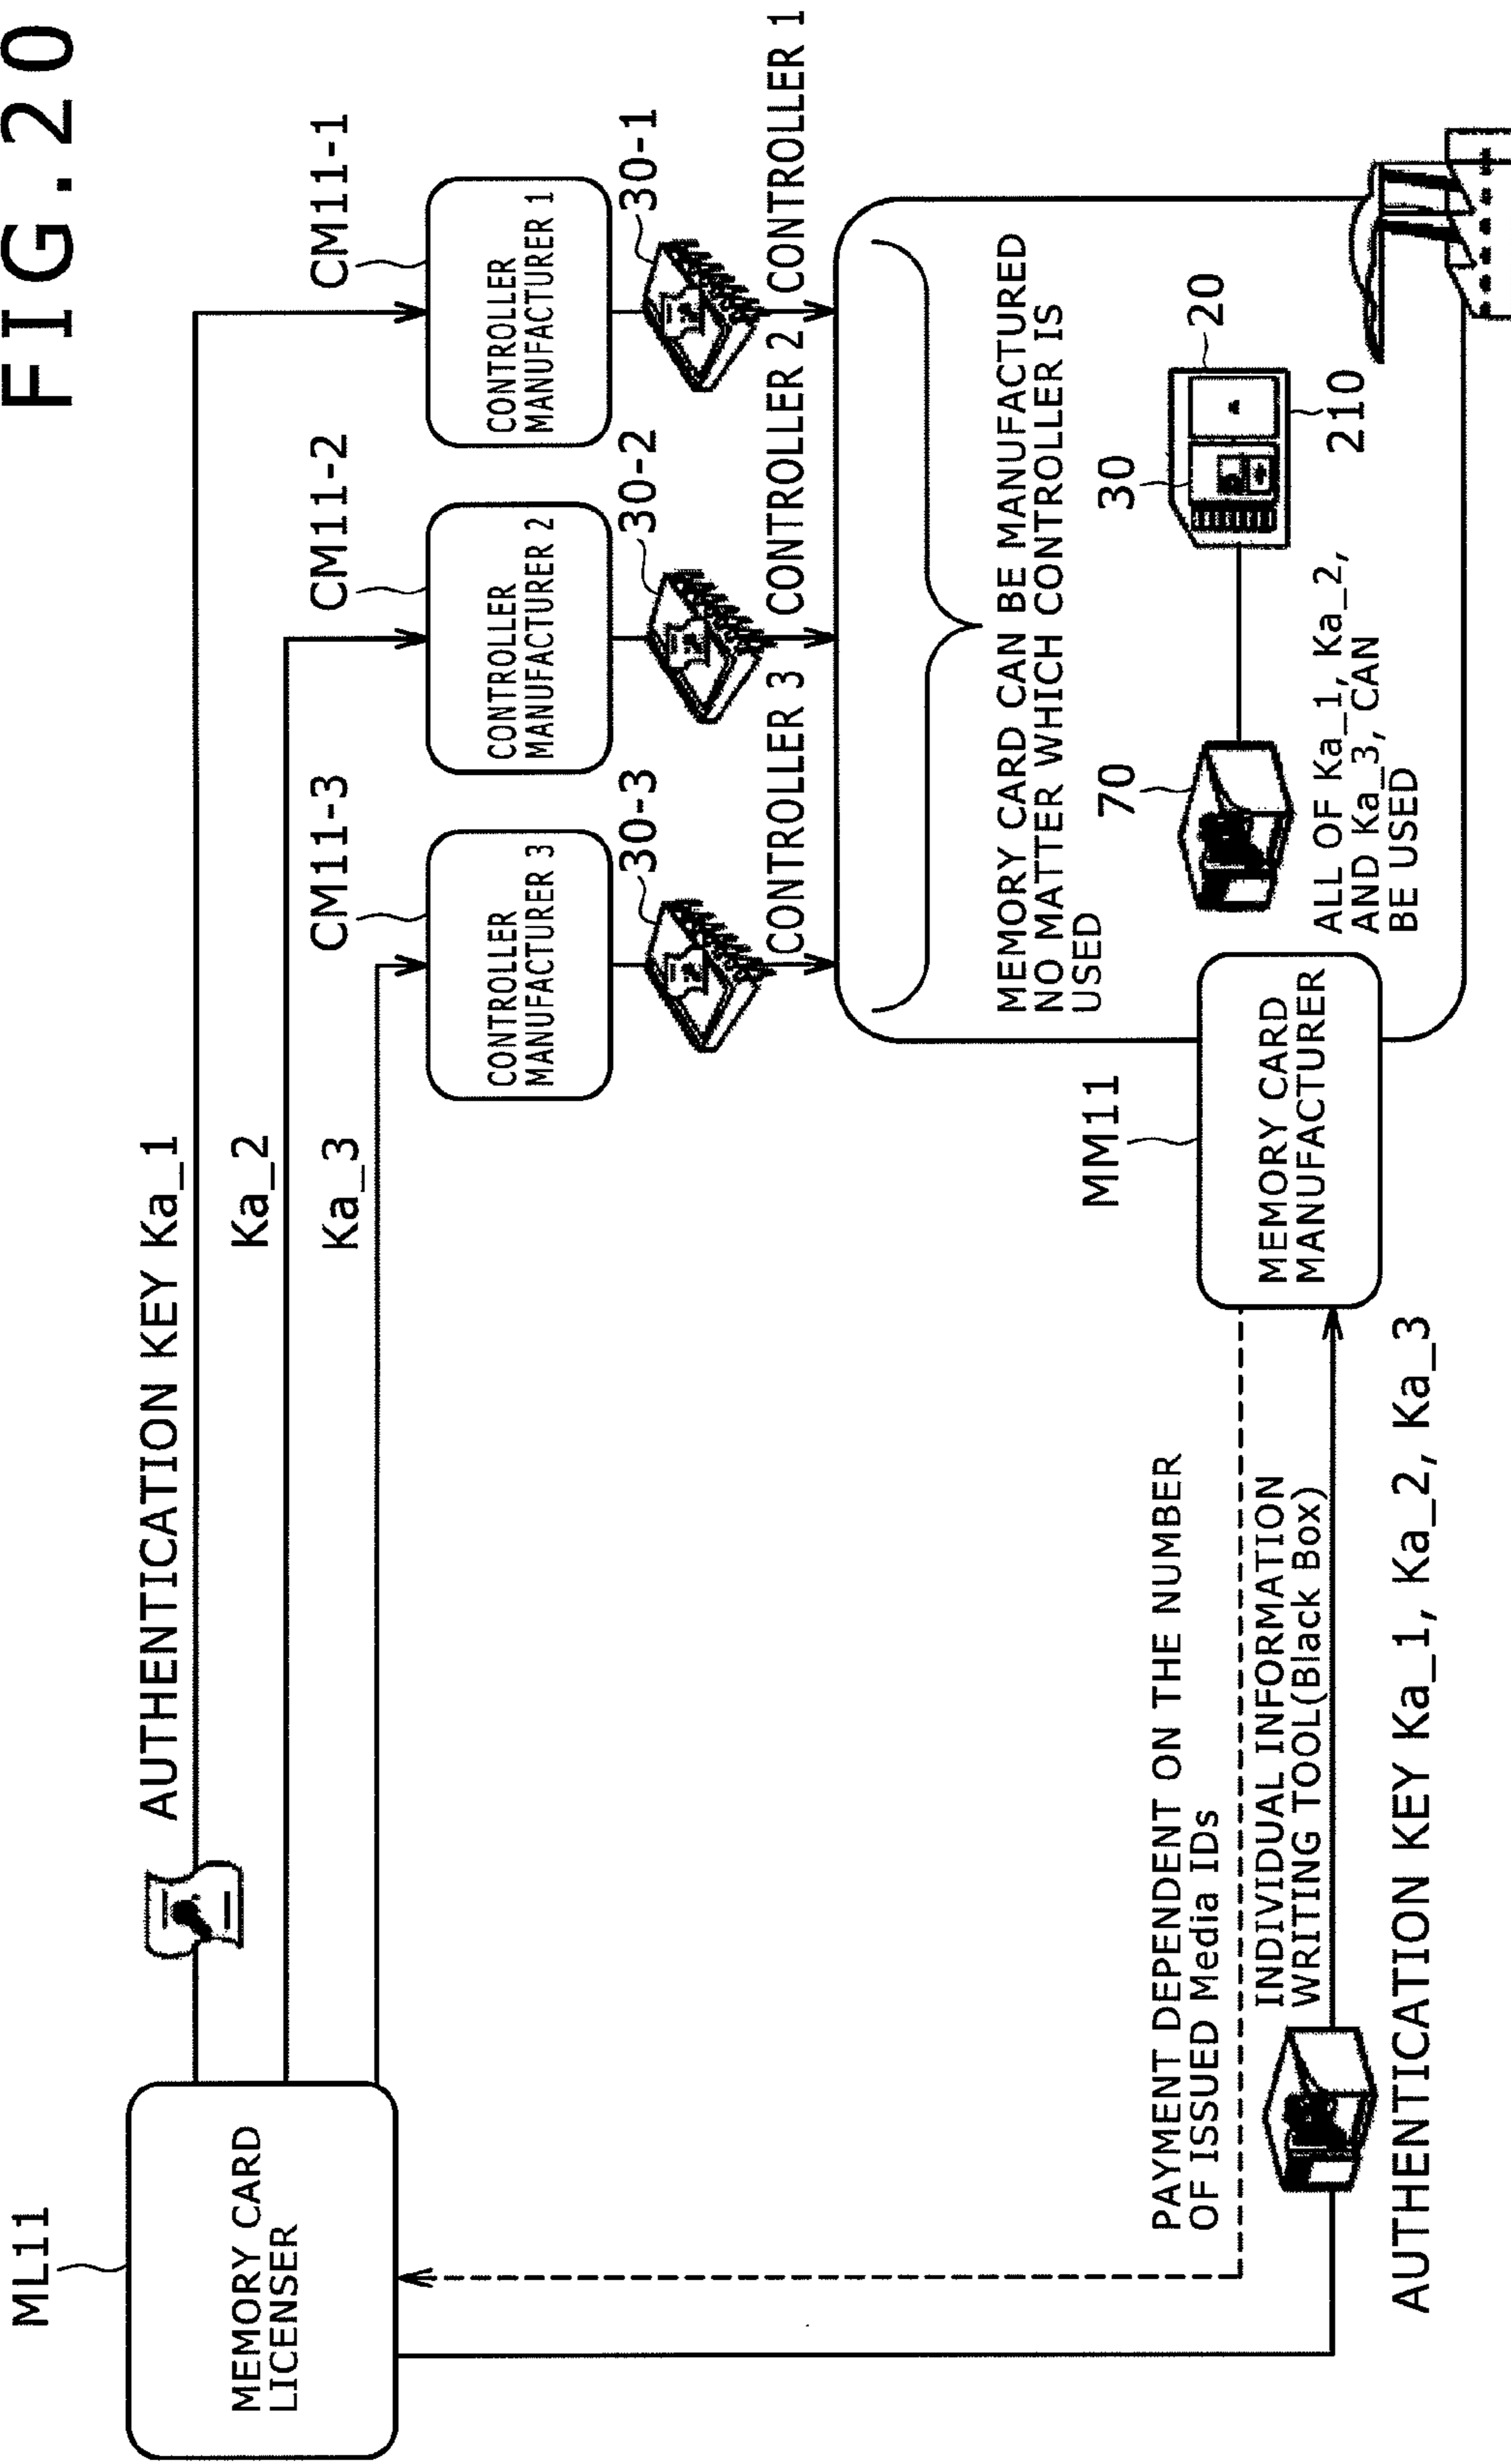 FIG.20
ML11
MEMORY CARD
LICENSER
AUTHENTICATION KEY Ka_1
Ka_2
Ka_3
CM11-3
CONTROLLER
MANUFACTURER 3
30-3
CONTROLLER 3
CM11-2
CONTROLLER
MANUFACTURER 2
30-2
CONTROLLER 2
CM11-1
CONTROLLER
MANUFACTURER 1
30-1
CONTROLLER 1
MEMORY CARD CAN BE MANUFACTURED
NO MATTER WHICH CONTROLLER IS
USED
70
30
20
210
ALL OF Ka_1, Ka_2,
AND Ka_3, CAN
BE USED
MM11
MEMORY CARD
MANUFACTURER
PAYMENT DEPENDENT ON THE NUMBER
OF ISSUED Media IDs
INDIVIDUAL INFORMATION
WRITING TOOL(Black Box)
AUTHENTICATION KEY Ka_1, Ka_2, Ka_3